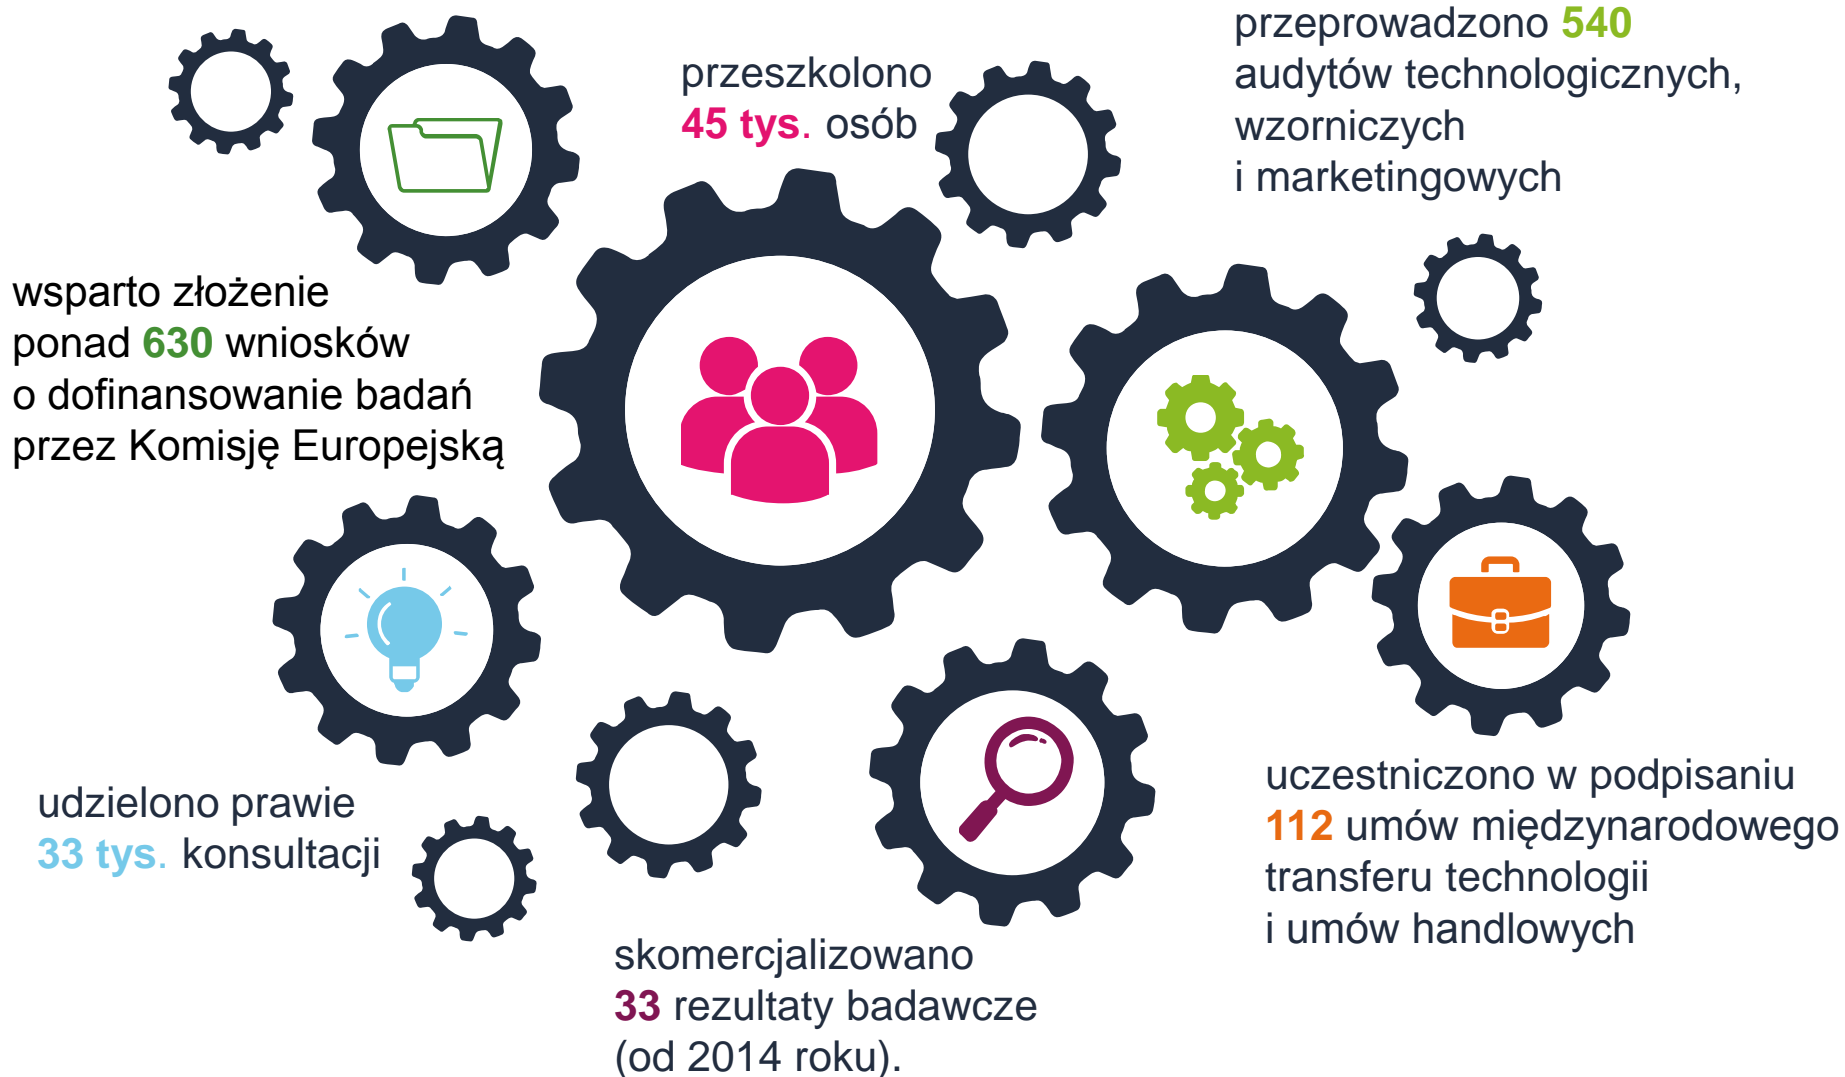 przeszkolono
45 tys. osób
przeprowadzono 540
audytów technologicznych,
wzorniczych
i marketingowych
wsparto złożenie
ponad 630 wniosków
o dofinansowanie badań
przez Komisję Europejską
udzielono prawie
33 tys. konsultacji
skomercjalizowano
33 rezultaty badawcze
(od 2014 roku).
uczestniczono w podpisaniu
112 umów międzynarodowego
transferu technologii
i umów handlowych